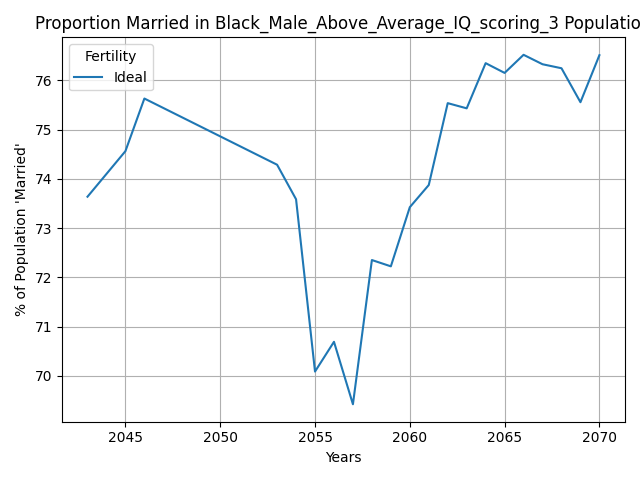 Proportion Married in Black_Male_Above_Average_IQ_scoring_3 Populatio
Fertility
Ideal
76
75
74
73
72
71
70
% of Population 'Married'
2045 2050 2055 2060 2065 2070
Years